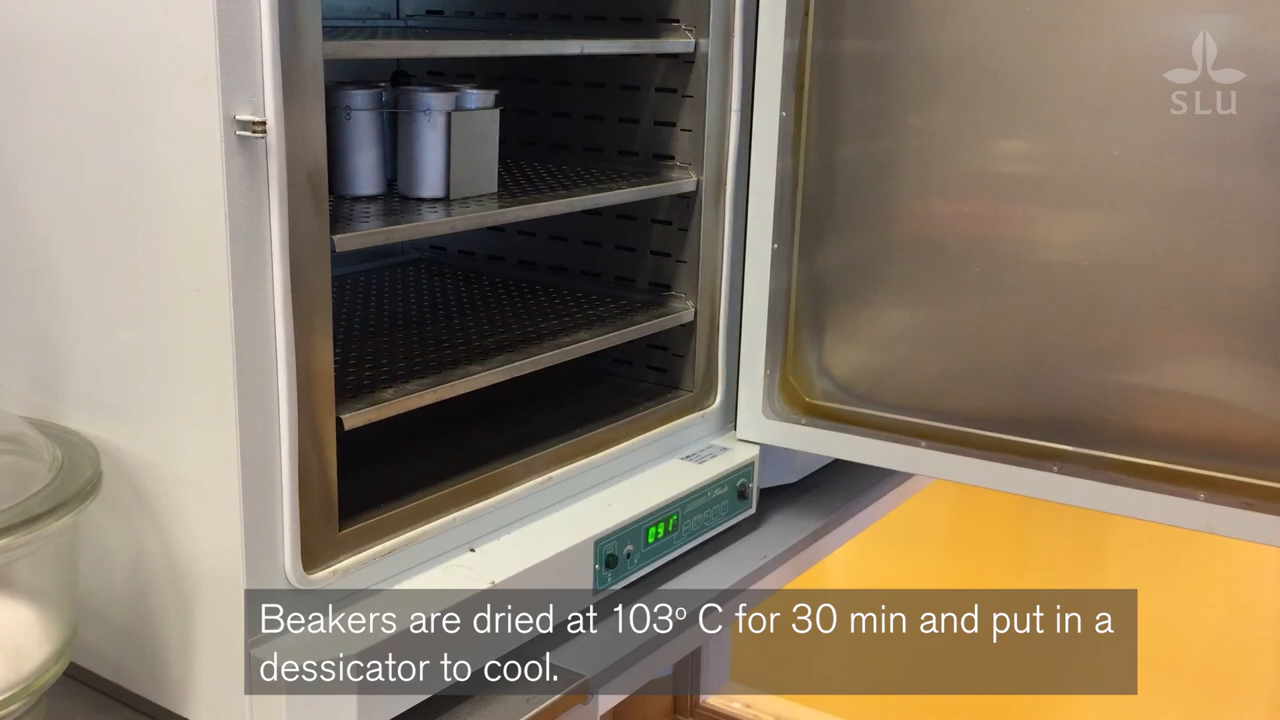 SLU
091°
Beakers are dried at 103º C for 30 min and put in a
dessicator to cool.